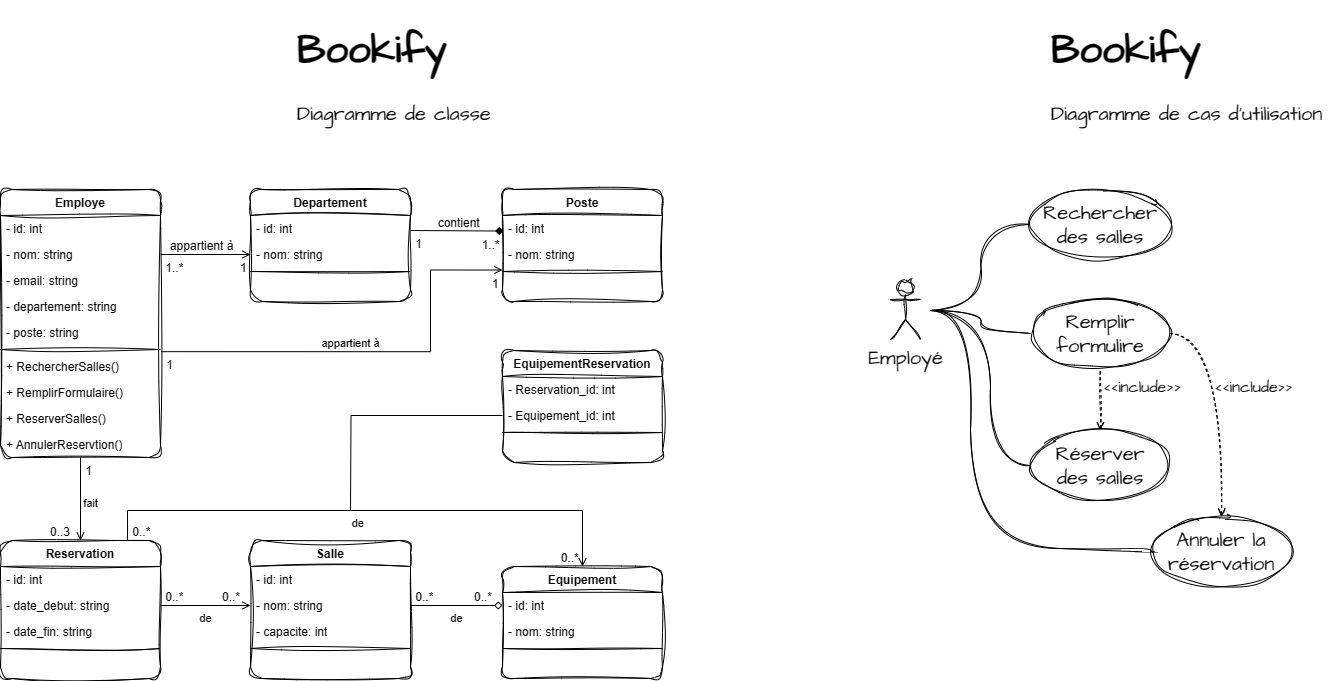 Bookify
Diagramme de classe
Employe
- id: int
- nom: string
- email: string
- departement: string
- poste: string
+ RechercherSalles()
+ RemplirFormulaire()
+ ReserverSalles()
+ AnnulerReservtion()
appartient à
1..*
1
Departement
- id: int
- nom: string
contient
1
1..*
Poste
- id: int
- nom: string
1
appartient à
1
EquipementReservation
- Reservation_id: int
- Equipement_id: int
1
fait
0..3
0..*
de
0..*
Reservation
- id: int
- date_debut: string
- date_fin: string
0..*
0..*
de
Salle
- id: int
- nom: string
- capacite: int
0..*
0..*
de
Equipement
- id: int
- nom: string
Bookify
Diagramme de cas d'utilisation
Employé
Rechercher
des salles
Remplir
formulire
<<include>>
<<include>>
Réserver
des salles
Annuler la
réservation